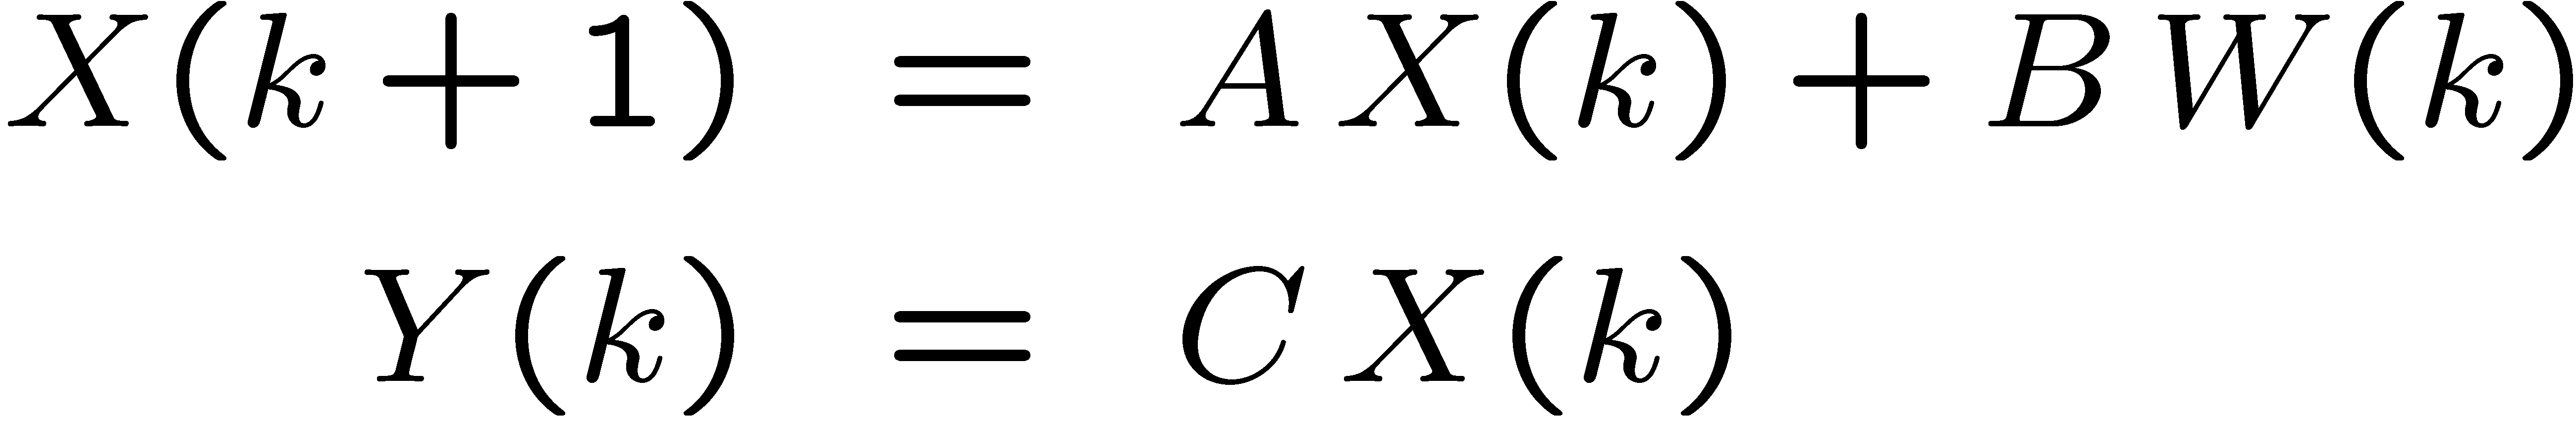 X(k + 1) = A X(k) + B W(k)
Y(k) = C X(k)